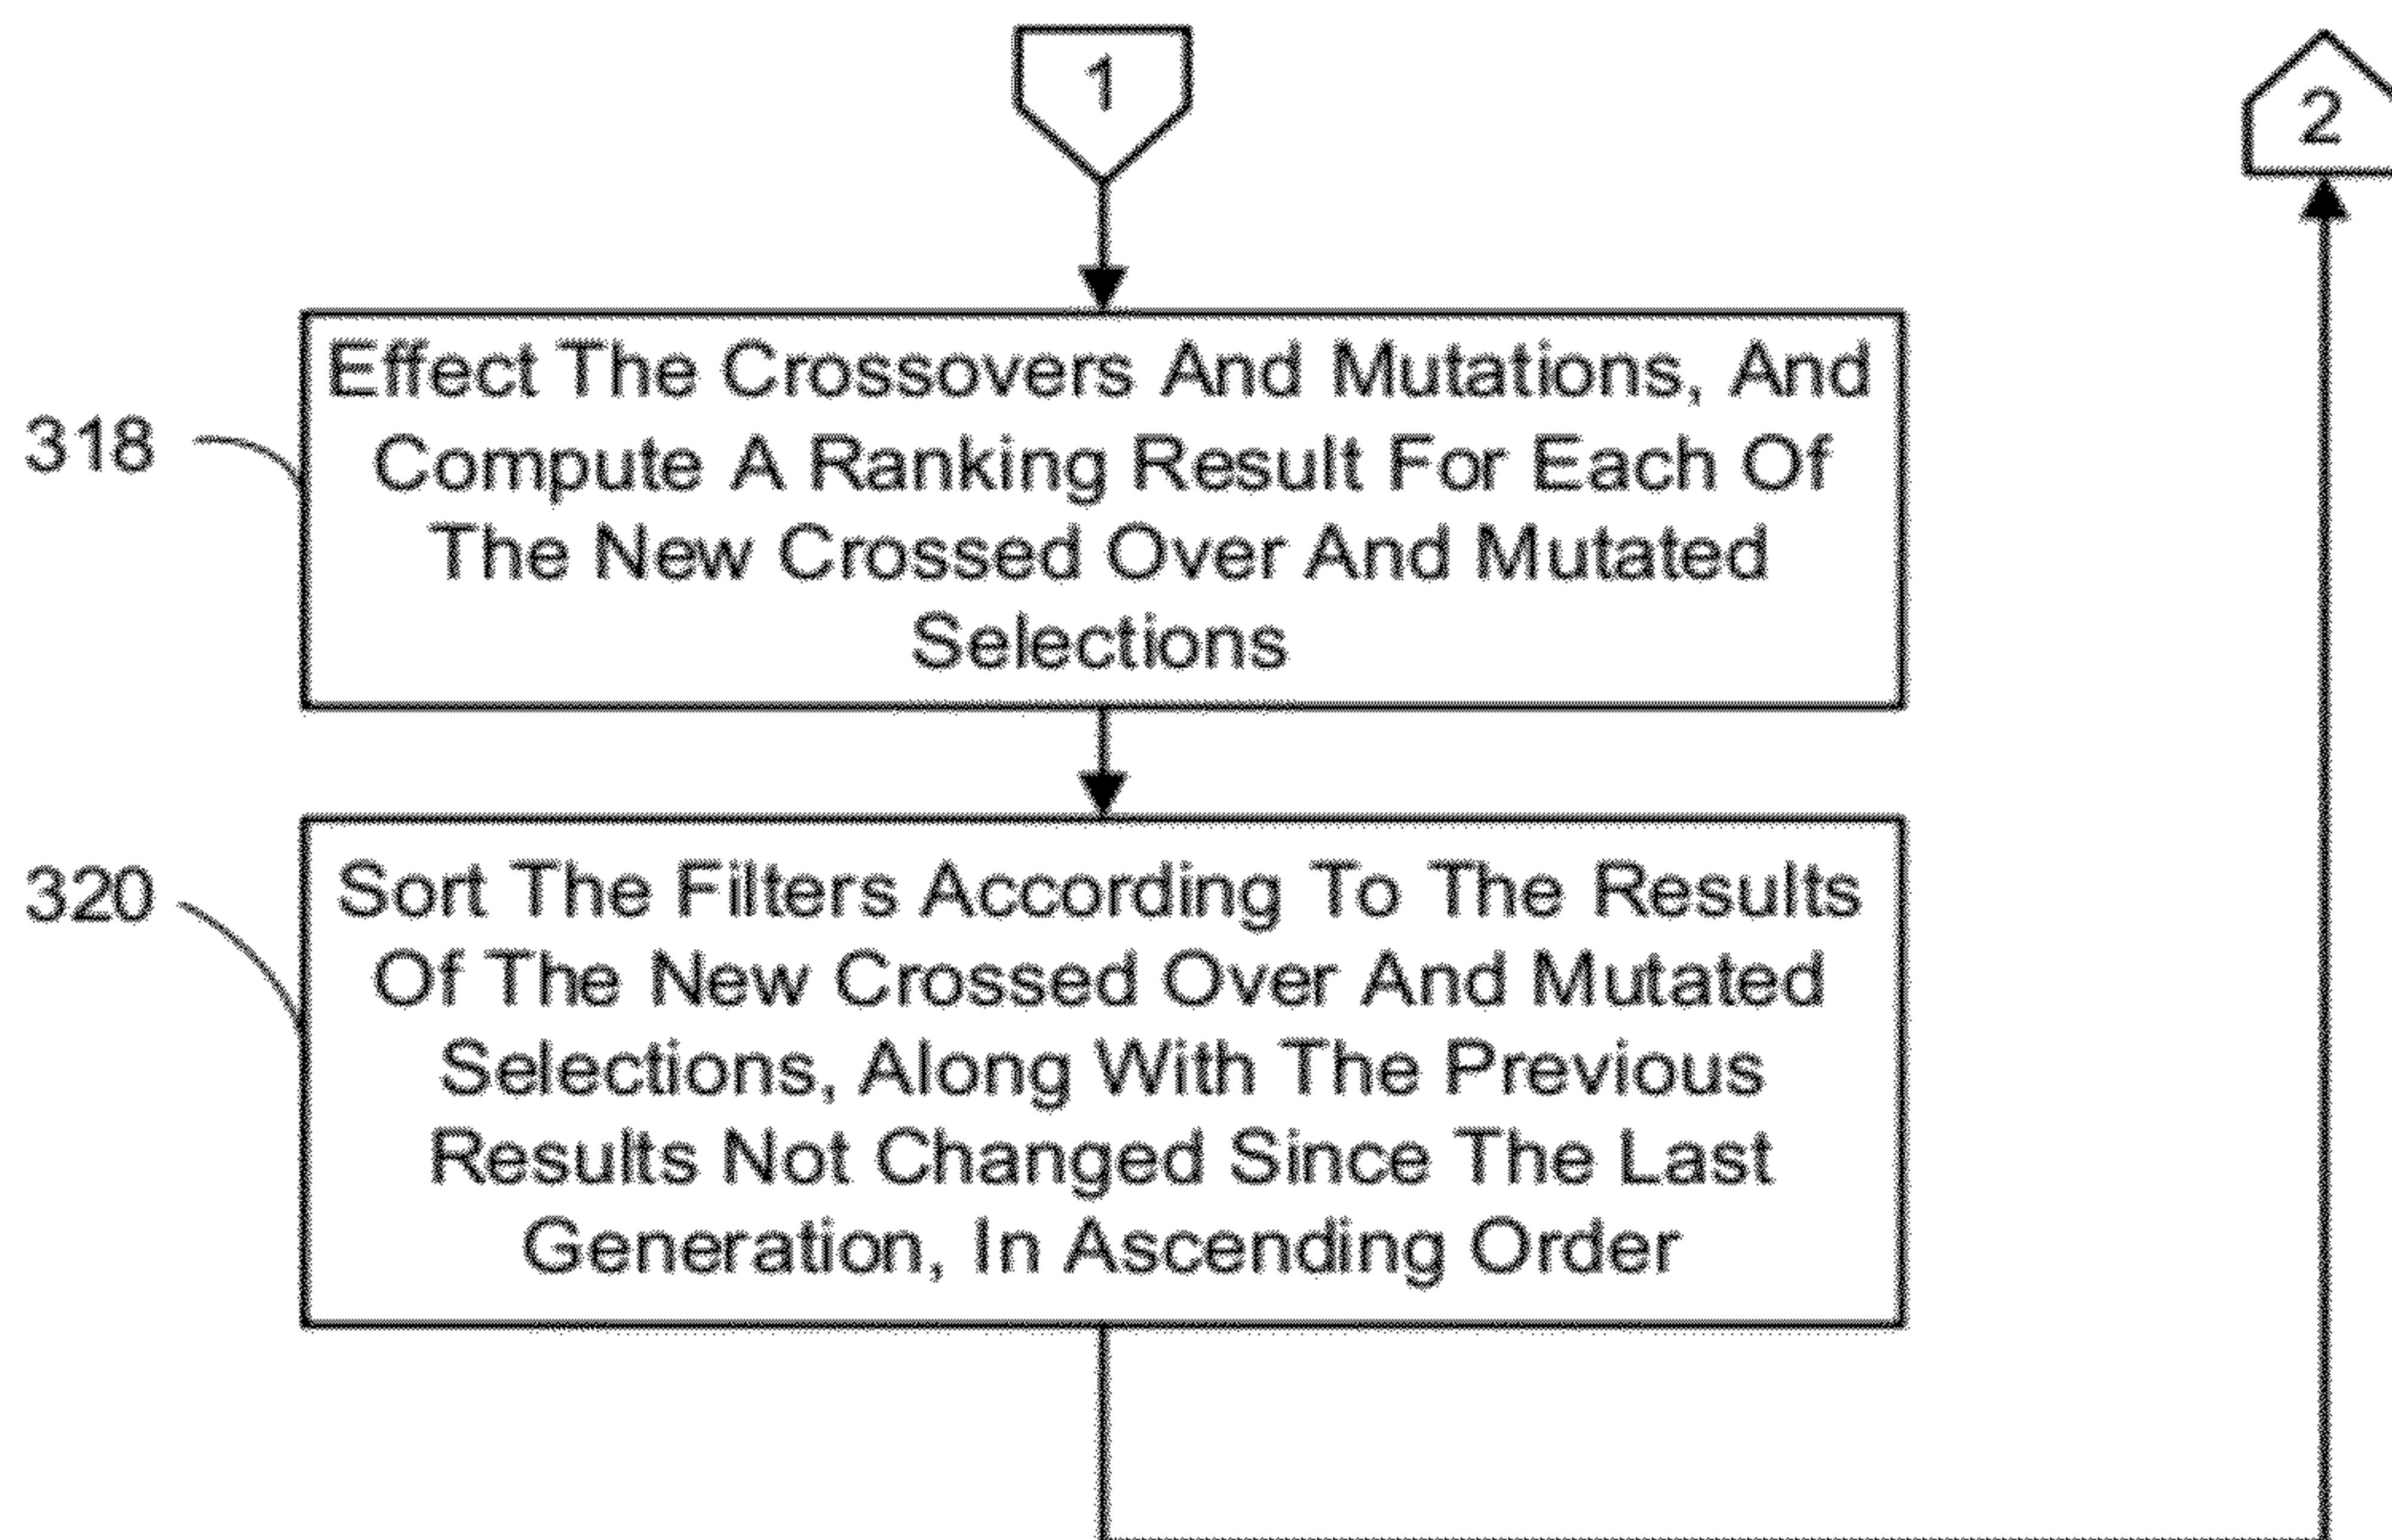 1
2
318
Effect The Crossovers And Mutations, And
Compute A Ranking Result For Each Of
The New Crossed Over And Mutated
Selections
320
Sort The Filters According To The Results
Of The New Crossed Over And Mutated
Selections, Along With The Previous
Results Not Changed Since The Last
Generation, In Ascending Order